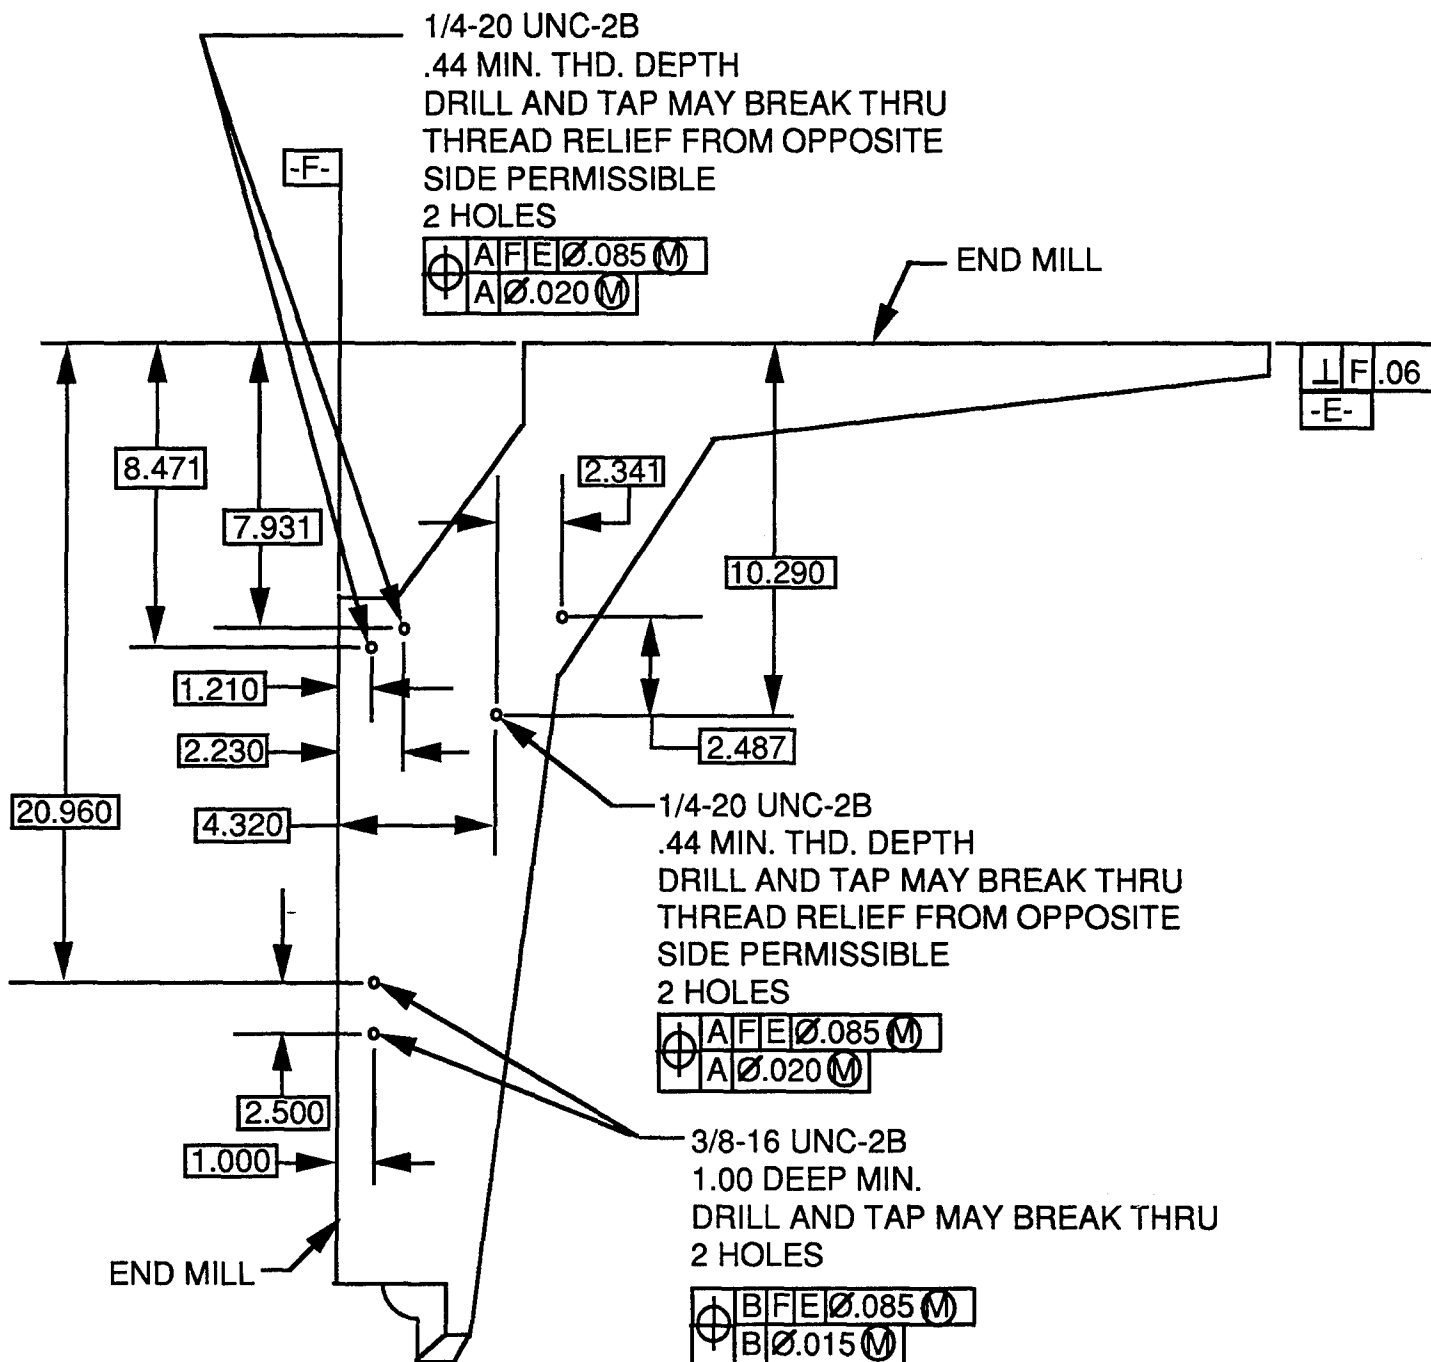 1/4-20 UNC-2B
.44 MIN. THD. DEPTH
DRILL AND TAP MAY BREAK THRU
THREAD RELIEF FROM OPPOSITE
SIDE PERMISSIBLE
2 HOLES
⌖ A F E Ø.085 Ⓜ
A Ø.020 Ⓜ
-F-
END MILL
⊥ F .06
-E-
8.471
7.931
2.341
10.290
1.210
2.230
2.487
20.960
4.320
1/4-20 UNC-2B
.44 MIN. THD. DEPTH
DRILL AND TAP MAY BREAK THRU
THREAD RELIEF FROM OPPOSITE
SIDE PERMISSIBLE
2 HOLES
⌖ A F E Ø.085 Ⓜ
A Ø.020 Ⓜ
2.500
1.000
3/8-16 UNC-2B
1.00 DEEP MIN.
DRILL AND TAP MAY BREAK THRU
2 HOLES
⌖ B F E Ø.085 Ⓜ
B Ø.015 Ⓜ
END MILL